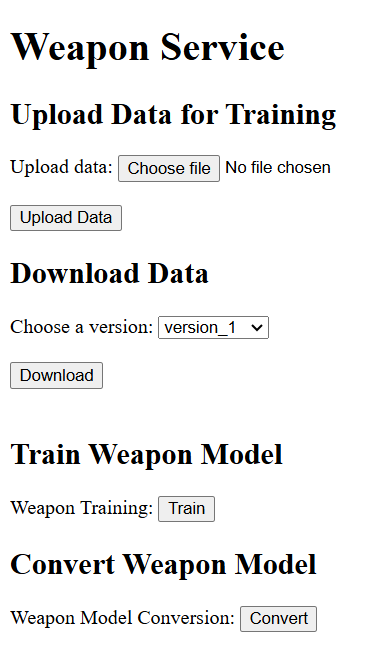 Weapon Service
Upload Data for Training
Upload data: Choose file No file chosen
Upload Data
Download Data
Choose a version: version_1
Download
Train Weapon Model
Weapon Training: Train
Convert Weapon Model
Weapon Model Conversion: Convert